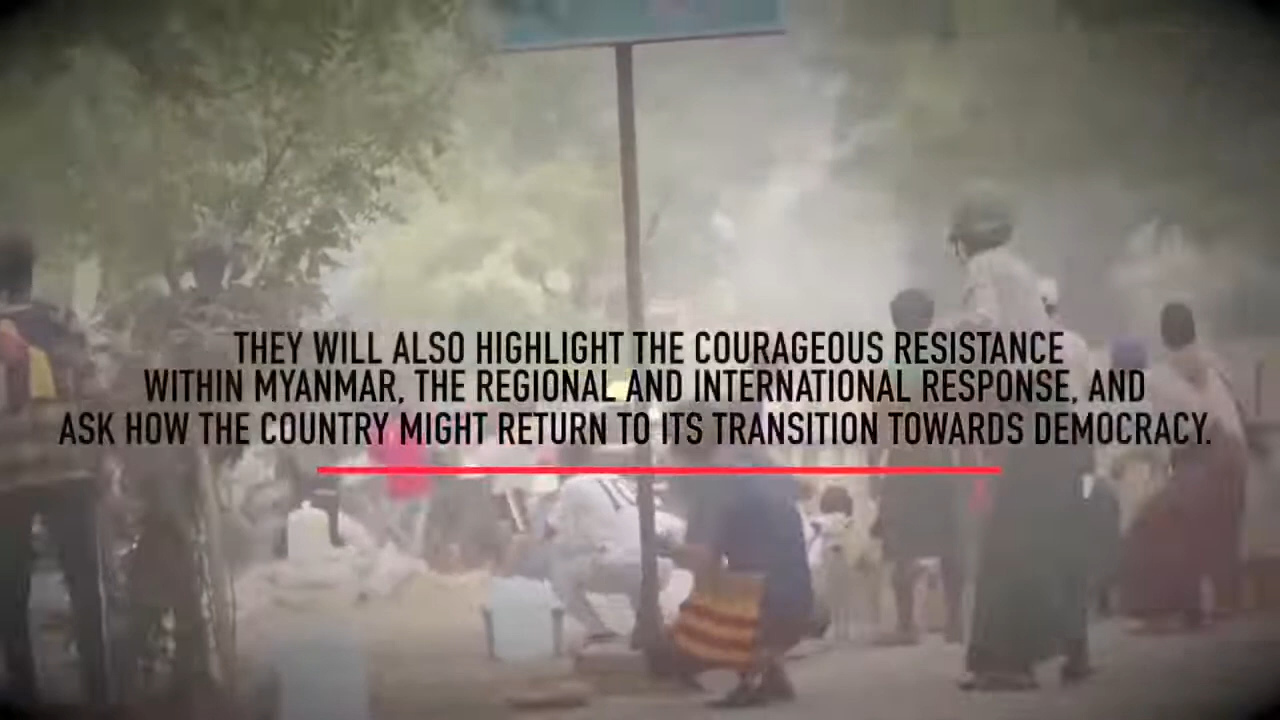 THEY WILL ALSO HIGHLIGHT THE COURAGEOUS RESISTANCE
WITHIN MYANMAR, THE REGIONAL AND INTERNATIONAL RESPONSE, AND
ASK HOW THE COUNTRY MIGHT RETURN TO ITS TRANSITION TOWARDS DEMOCRACY.